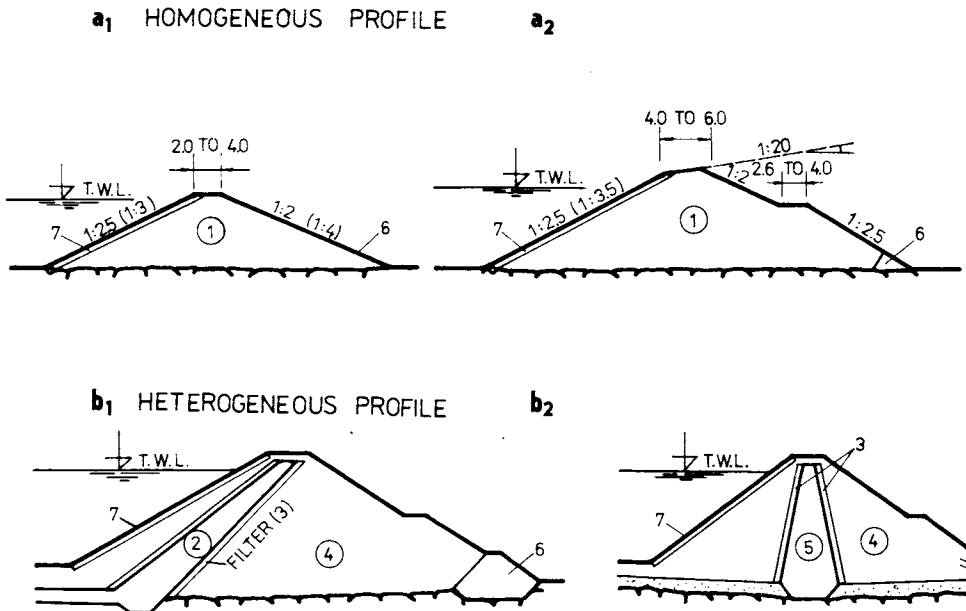 a1 HOMOGENEOUS PROFILE a2
2.0 TO 4.0
T.W.L.
1:2.5 (1:3)
1:2 (1:4)
7
1
6
4.0 TO 6.0
1:20
T.W.L.
1:2
2.6 TO 4.0
1:2,5 (1:3.5)
7
1
1:2.5
6
b1 HETEROGENEOUS PROFILE b2
T.W.L.
7
2
FILTER (3)
4
6
T.W.L.
3
7
5
4